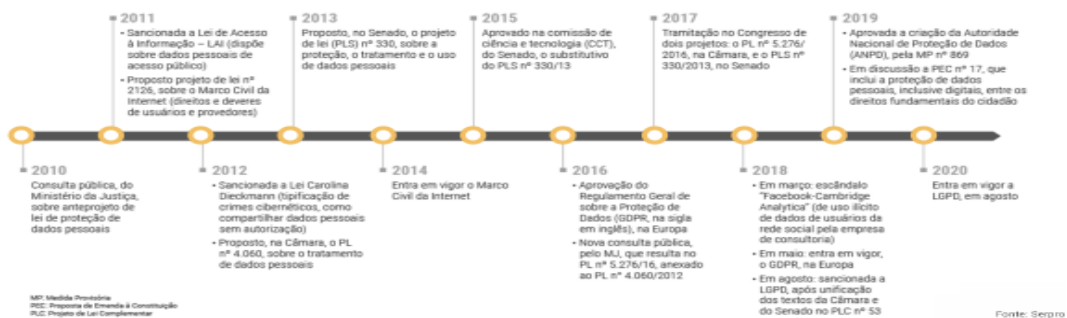 2011
• Sancionada a Lei de Acesso
à Informação – LAI (dispõe
sobre dados pessoais de
acesso público)
• Proposto projeto de lei nº
2126, sobre o Marco Civil da
Internet (direitos e deveres
de usuários e provedores)
2013
Proposto, no Senado, o projeto
de lei (PLS) nº 330, sobre a
proteção, o tratamento e o uso
de dados pessoais
2015
Aprovado na comissão de
ciência e tecnologia (CCT),
do Senado, o substitutivo
do PLS nº 330/13
2017
Tramitação no Congresso de
dois projetos: o PL nº 5.276/
2016, na Câmara, e o PLS nº
330/2013, no Senado
2019
• Aprovada a criação da Autoridade
Nacional de Proteção de Dados
(ANPD), pela MP nº 869
• Em discussão a PEC nº 17, que
inclui a proteção de dados
pessoais, inclusive digitais, entre os
direitos fundamentais do cidadão
2010
Consulta pública, do
Ministério da Justiça,
sobre anteprojeto de
lei de proteção de
dados pessoais
2012
• Sancionada a Lei Carolina
Dieckmann (tipificação de
crimes cibernéticos, como
compartilhar dados pessoais
sem autorização)
• Proposto, na Câmara, o PL
nº 4.060, sobre o tratamento
de dados pessoais
2014
Entra em vigor o Marco
Civil da Internet
2016
• Aprovação do
Regulamento Geral de
sobre a Proteção de
Dados (GDPR, na sigla
em inglês), na Europa
• Nova consulta pública,
pelo MJ, que resulta no
PL nº 5.276/16, anexado
ao PL nº 4.060/2012
2018
• Em março: escândalo
"Facebook-Cambridge
Analytica" (de uso ilícito
de dados de usuários da
rede social pela empresa
de consultoria)
• Em maio: entra em vigor,
o GDPR, na Europa
• Em agosto: sancionada a
LGPD, após unificação
dos textos da Câmara e
do Senado no PLC nº 53
2020
Entra em vigor a
LGPD, em agosto
MP: Medida Provisória
PEC: Proposta de Emenda à Constituição
PLC: Projeto de Lei Complementar
Fonte: Serpro